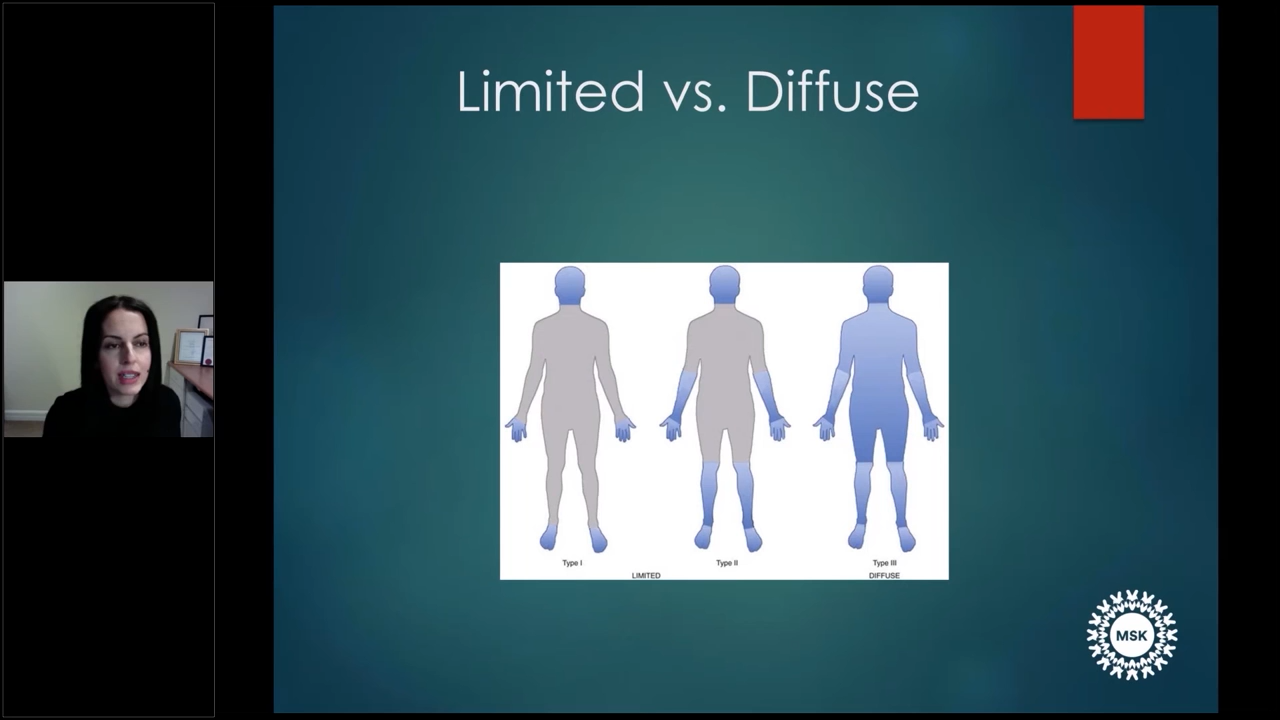 Limited vs. Diffuse
Type I
Type II
Type III
LIMITED
DIFFUSE
MSK